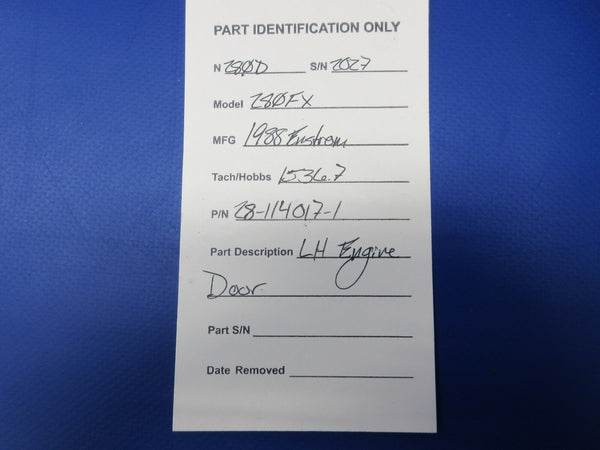 PART IDENTIFICATION ONLY
N 280D S/N 2027
Model 280FX
MFG 1988 Enstrom
Tach/Hobbs 1536.7
P/N 28-114017-1
Part Description LH Engine
Door
Part S/N
Date Removed